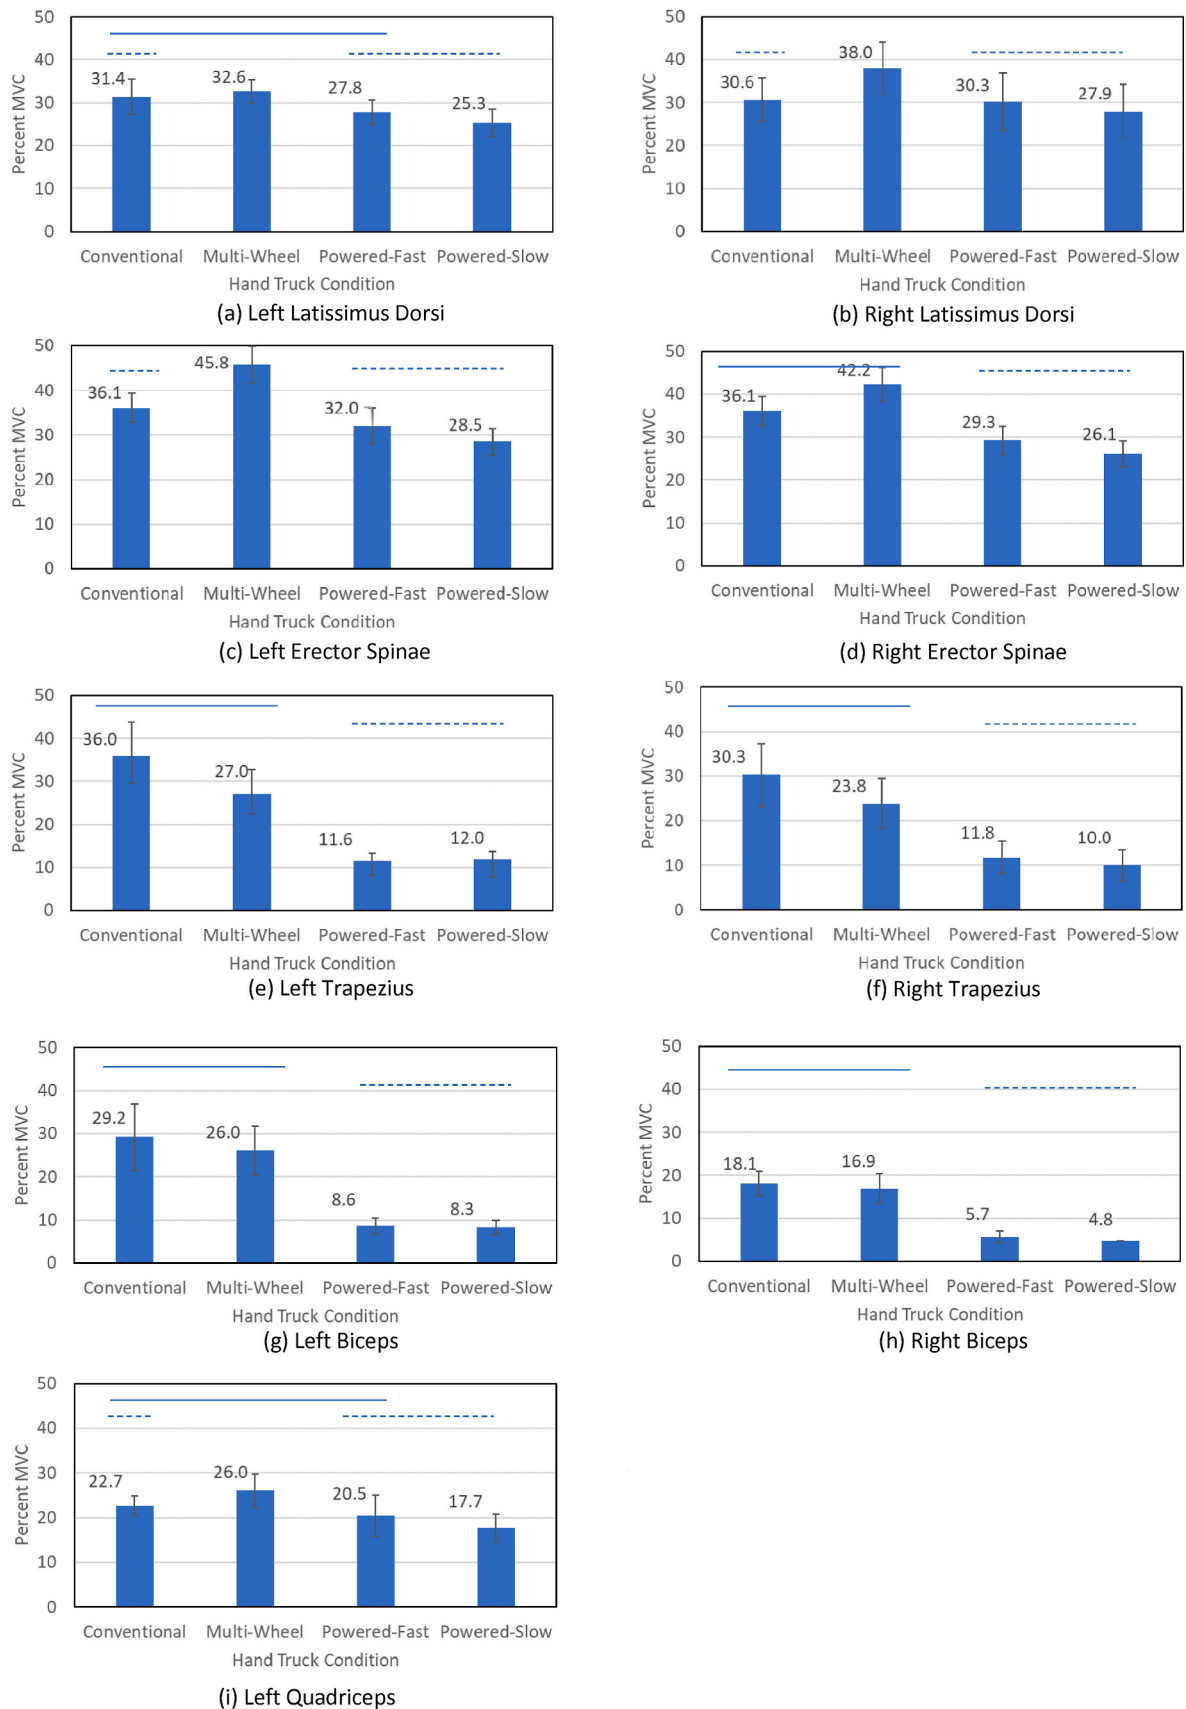 50
40
30
20
10
0
Percent MVC
31.4
32.6
27.8
25.3
Conventional Multi-Wheel Powered-Fast Powered-Slow
Hand Truck Condition
(a) Left Latissimus Dorsi
50
40
30
20
10
0
Percent MVC
30.6
38.0
30.3
27.9
Conventional Multi-Wheel Powered-Fast Powered-Slow
Hand Truck Condition
(b) Right Latissimus Dorsi
50
40
30
20
10
0
Percent MVC
36.1
45.8
32.0
28.5
Conventional Multi-Wheel Powered-Fast Powered-Slow
Hand Truck Condition
(c) Left Erector Spinae
50
40
30
20
10
0
Percent MVC
36.1
42.2
29.3
26.1
Conventional Multi-Wheel Powered-Fast Powered-Slow
Hand Truck Condition
(d) Right Erector Spinae
50
40
30
20
10
0
Percent MVC
36.0
27.0
11.6
12.0
Conventional Multi-Wheel Powered-Fast Powered-Slow
Hand Truck Condition
(e) Left Trapezius
50
40
30
20
10
0
Percent MVC
30.3
23.8
11.8
10.0
Conventional Multi-Wheel Powered-Fast Powered-Slow
Hand Truck Condition
(f) Right Trapezius
50
40
30
20
10
0
Percent MVC
29.2
26.0
8.6
8.3
Conventional Multi-Wheel Powered-Fast Powered-Slow
Hand Truck Condition
(g) Left Biceps
50
40
30
20
10
0
Percent MVC
18.1
16.9
5.7
4.8
Conventional Multi-Wheel Powered-Fast Powered-Slow
Hand Truck Condition
(h) Right Biceps
50
40
30
20
10
0
Percent MVC
22.7
26.0
20.5
17.7
Conventional Multi-Wheel Powered-Fast Powered-Slow
Hand Truck Condition
(i) Left Quadriceps